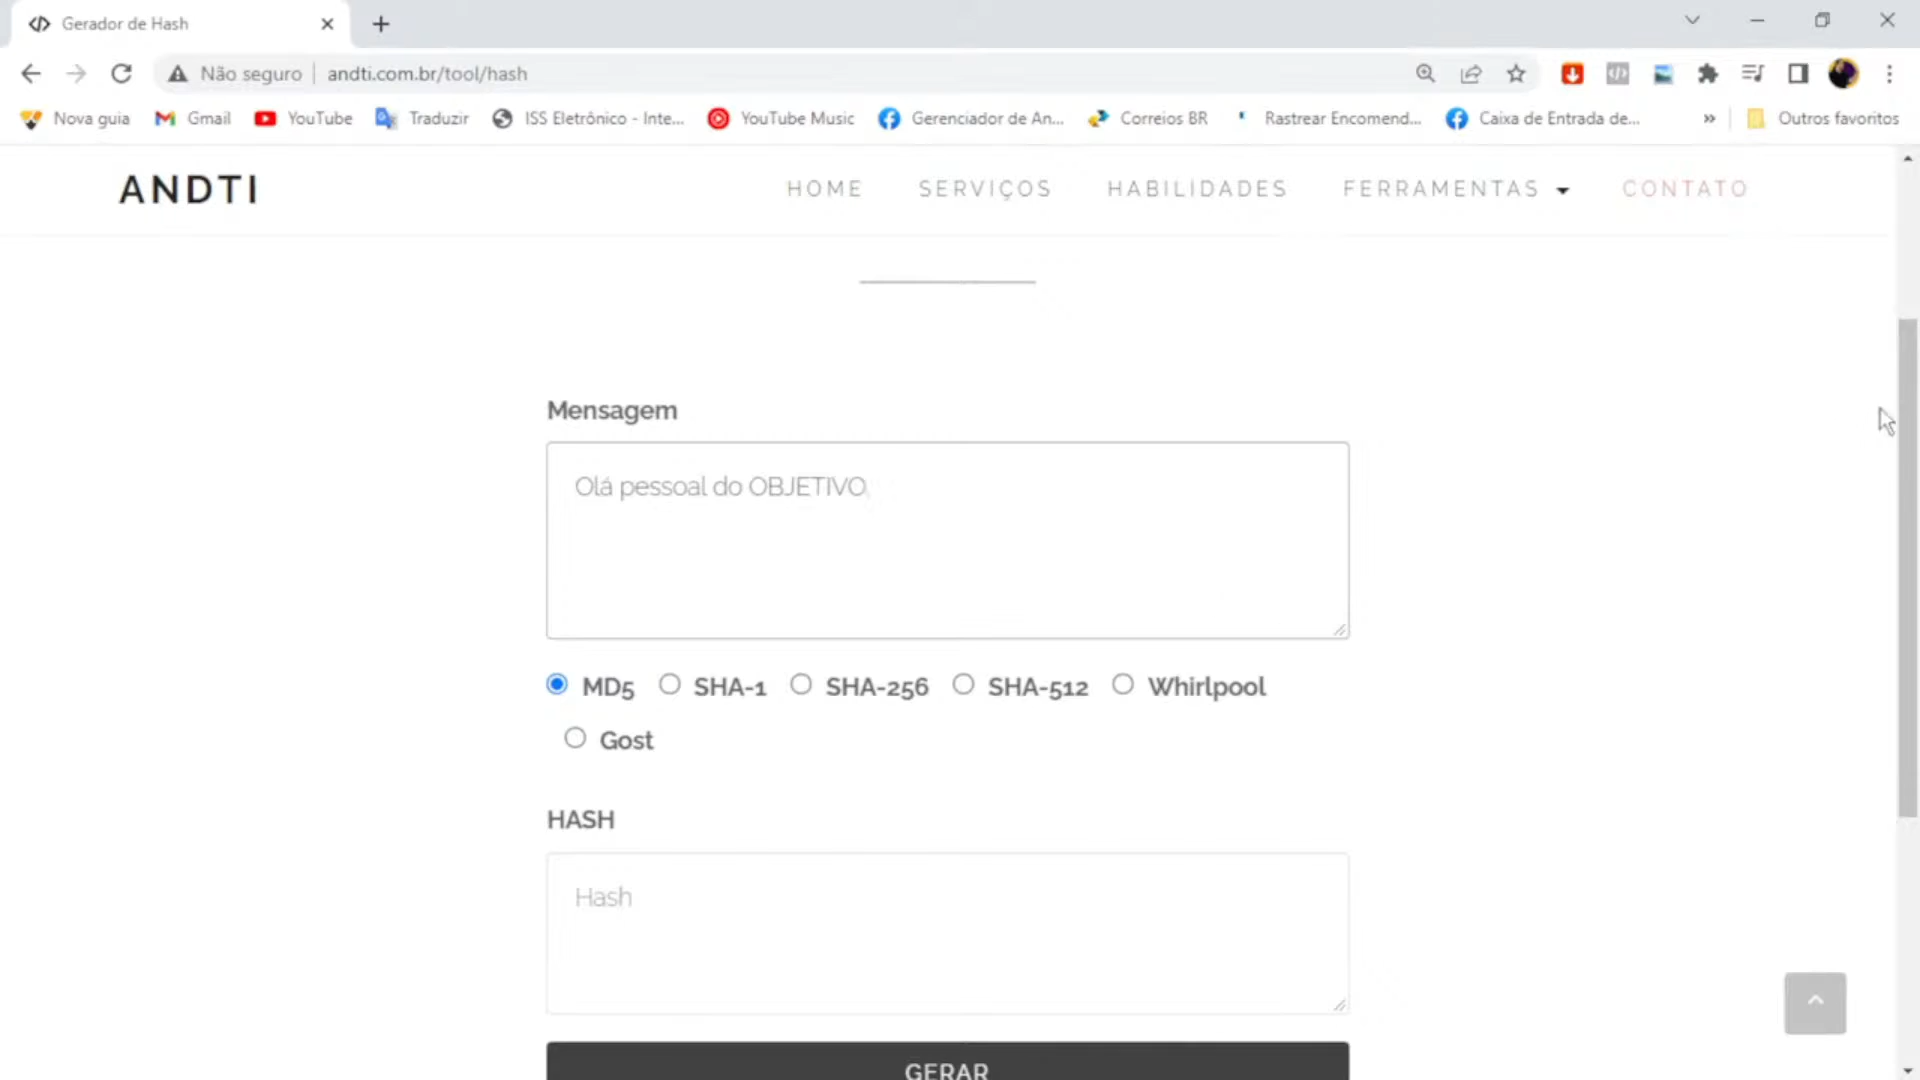 Gerador de Hash
Não seguro andti.com.br/tool/hash
Nova guia Gmail YouTube Traduzir ISS Eletrônico - Inte... YouTube Music Gerenciador de An... Correios BR Rastrear Encomend... Caixa de Entrada de... » Outros favoritos
ANDTI HOME SERVIÇOS HABILIDADES FERRAMENTAS CONTATO
Mensagem
Olá pessoal do OBJETIVO,
MD5 SHA-1 SHA-256 SHA-512 Whirlpool
Gost
HASH
Hash
GERAR